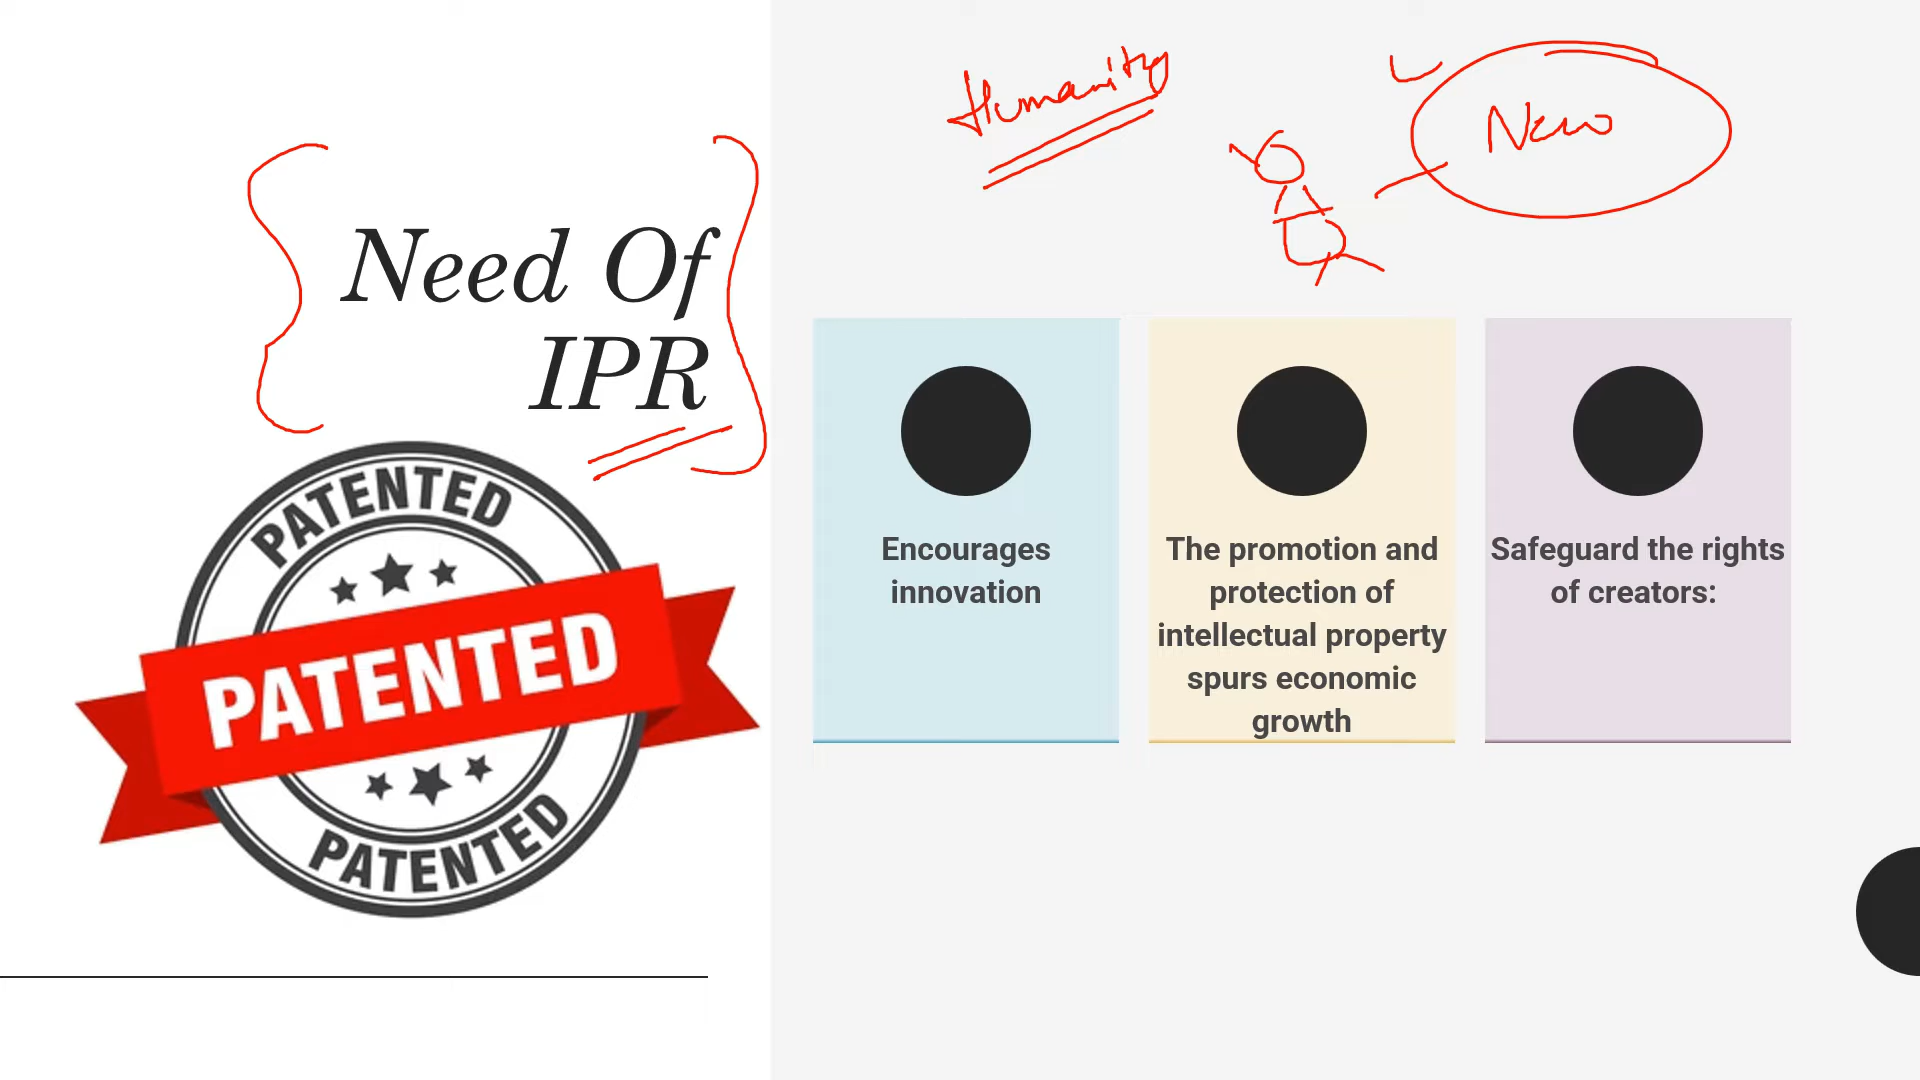 Humanity
New
Need Of
IPR
PATENTED
PATENTED
PATENTED
Encourages
innovation
The promotion and
protection of
intellectual property
spurs economic
growth
Safeguard the rights
of creators: